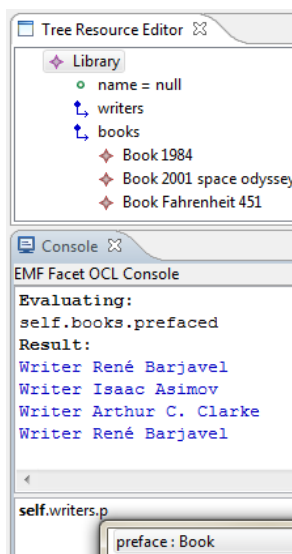 Tree Resource Editor
Library
name = null
writers
books
Book 1984
Book 2001 space odyssey
Book Fahrenheit 451
Console
EMF Facet OCL Console
Evaluating:
self.books.prefaced
Result:
Writer René Barjavel
Writer Isaac Asimov
Writer Arthur C. Clarke
Writer René Barjavel
self.writers.p
preface : Book